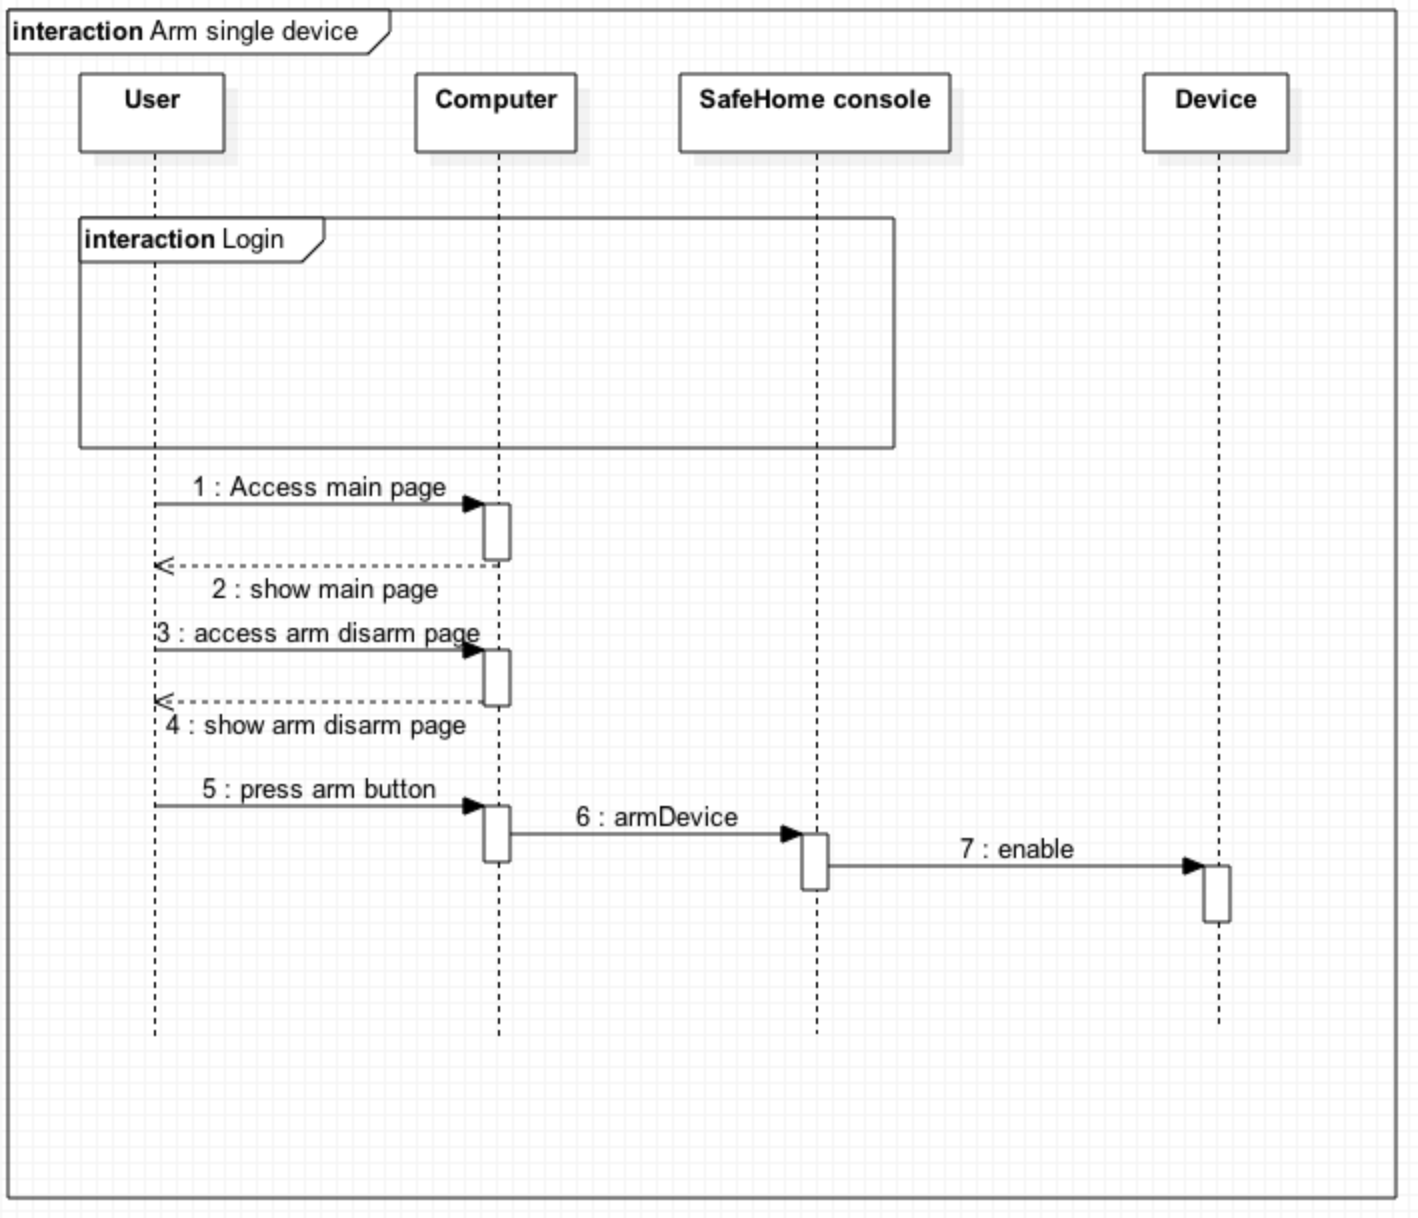 interaction Arm single device
User
Computer
SafeHome console
Device
interaction Login
1 : Access main page
2 : show main page
3 : access arm disarm page
4 : show arm disarm page
5 : press arm button
6 : armDevice
7 : enable